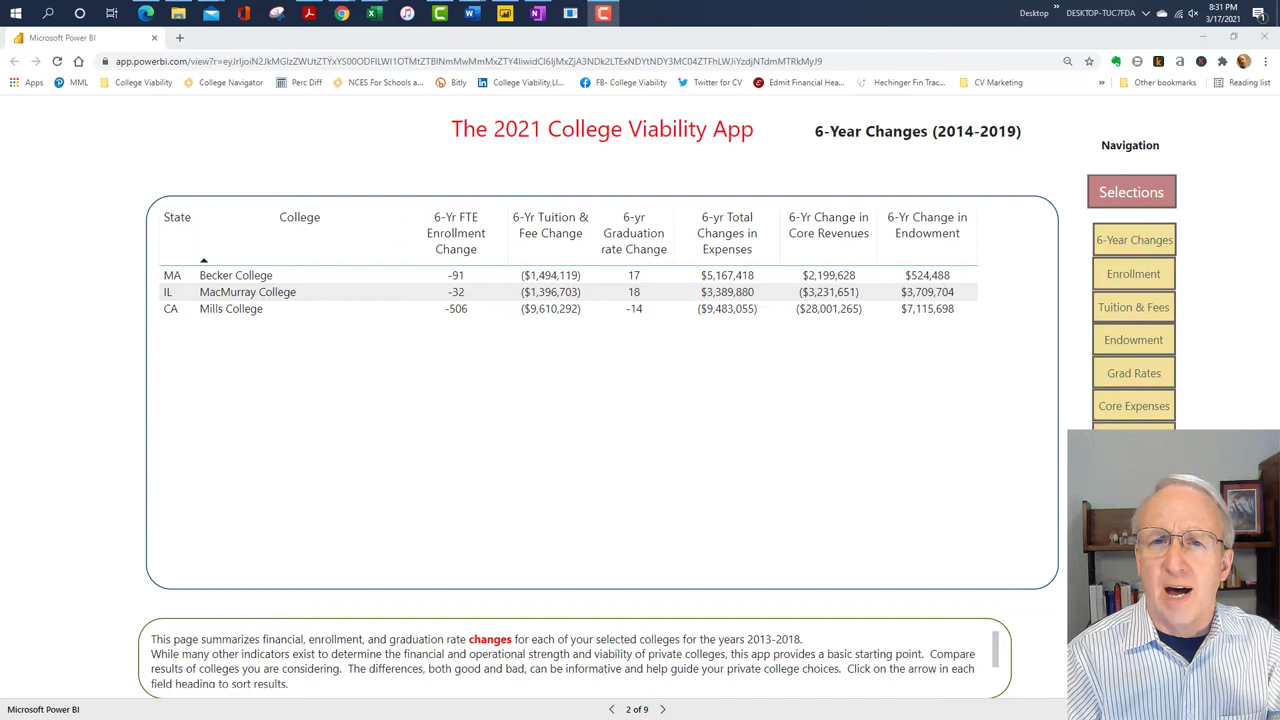 Desktop
DESKTOP-TUC7FDA
8:31 PM
3/17/2021
Microsoft Power BI
Apps
MML
College Viability
College Navigator
Perc Diff
NCES For Schools a...
Bitly
College Viability,Ll...
FB- College Viability
Twitter for CV
Edmit Financial Hea...
Hechinger Fin Trac...
CV Marketing
Other bookmarks
Reading list
The 2021 College Viability App
6-Year Changes (2014-2019)
Navigation
Selections
6-Year Changes
Enrollment
Tuition & Fees
Endowment
Grad Rates
Core Expenses
State College 6-Yr FTE Enrollment Change 6-Yr Tuition & Fee Change 6-yr Graduation rate Change 6-yr Total Changes in Expenses 6-Yr Change in Core Revenues 6-Yr Change in Endowment
MA Becker College -91 ($1,494,119) 17 $5,167,418 $2,199,628 $524,488
IL MacMurray College -32 ($1,396,703) 18 $3,389,880 ($3,231,651) $3,709,704
CA Mills College -506 ($9,610,292) -14 ($9,483,055) ($28,001,265) $7,115,698
This page summarizes financial, enrollment, and graduation rate changes for each of your selected colleges for the years 2013-2018.
While many other indicators exist to determine the financial and operational strength and viability of private colleges, this app provides a basic starting point. Compare
results of colleges you are considering. The differences, both good and bad, can be informative and help guide your private college choices. Click on the arrow in each
field heading to sort results.
Microsoft Power BI
2 of 9